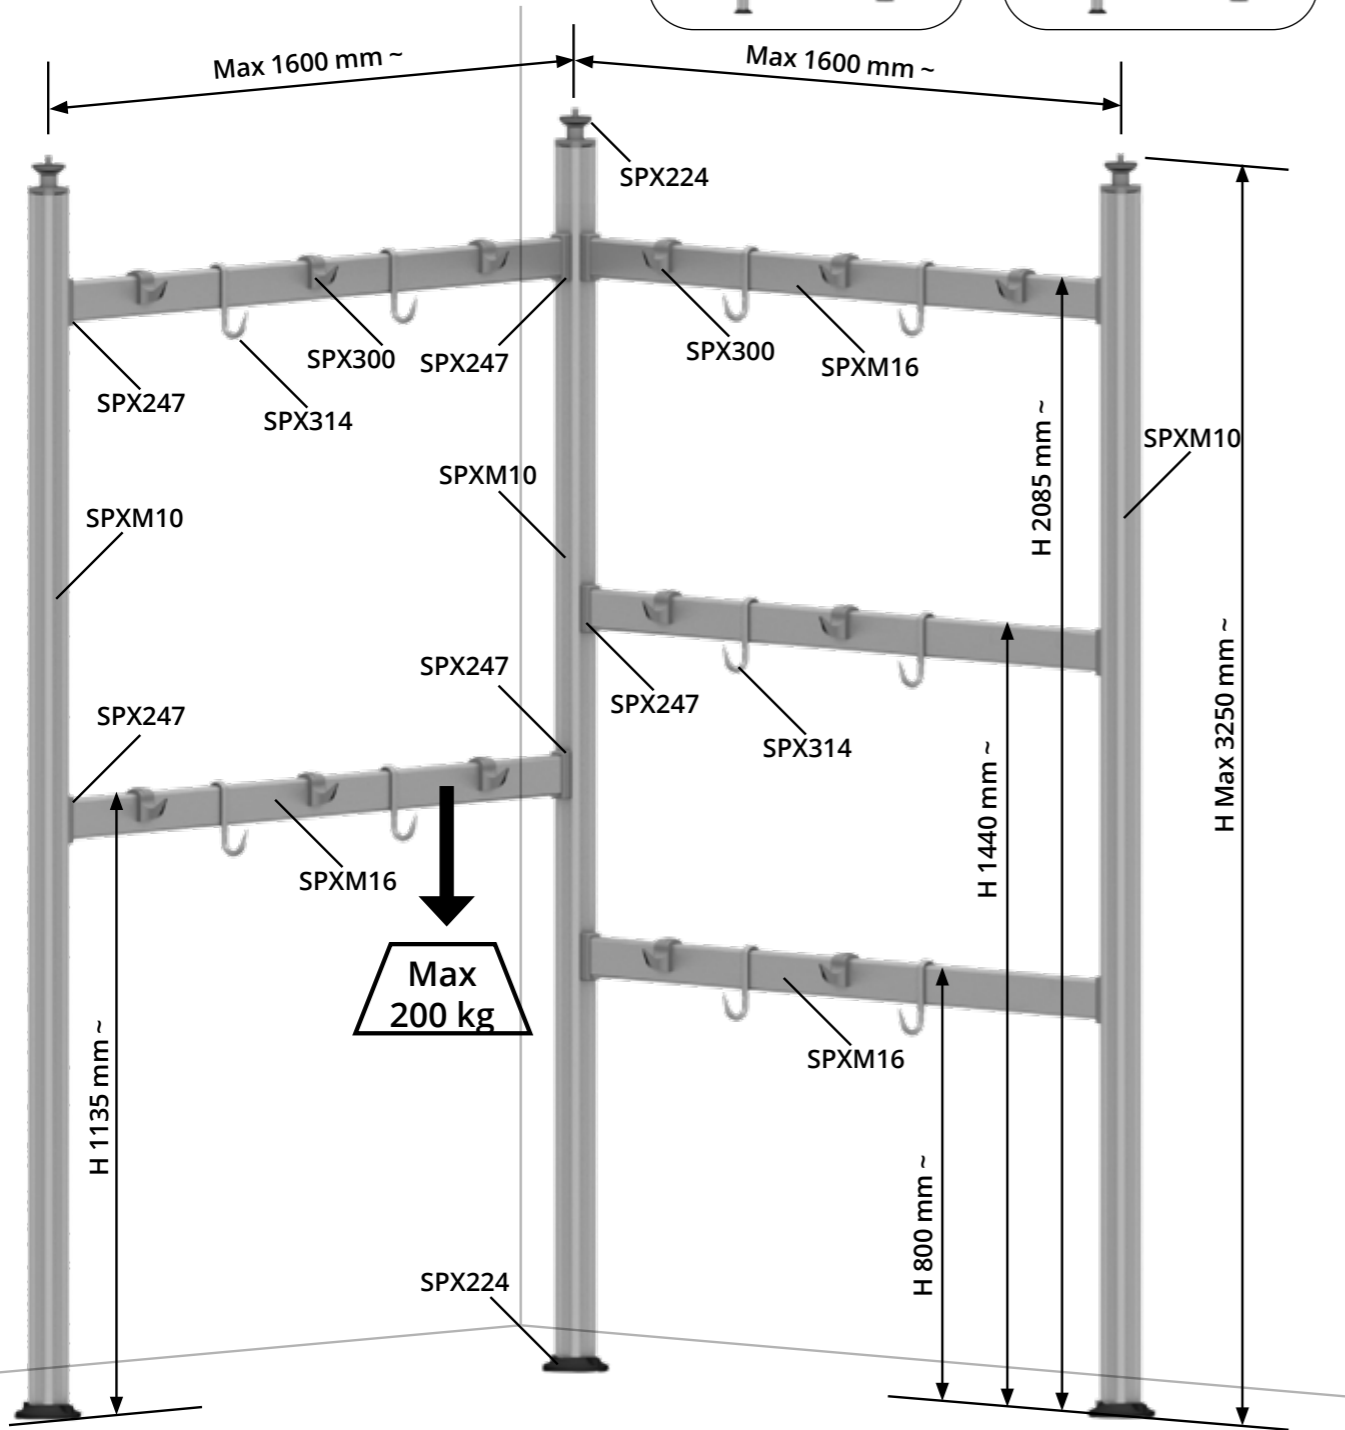 Max 1600 mm ~
Max 1600 mm ~
SPX224
SPX300
SPX247
SPX300
SPXM16
SPX247
SPX314
SPXM10
SPXM10
SPXM10
H 2085 mm ~
SPX247
SPX247
SPX247
SPX314
H 1440 mm ~
H Max 3250 mm ~
SPXM16
Max
200 kg
SPXM16
H 1135 mm ~
H 800 mm ~
SPX224